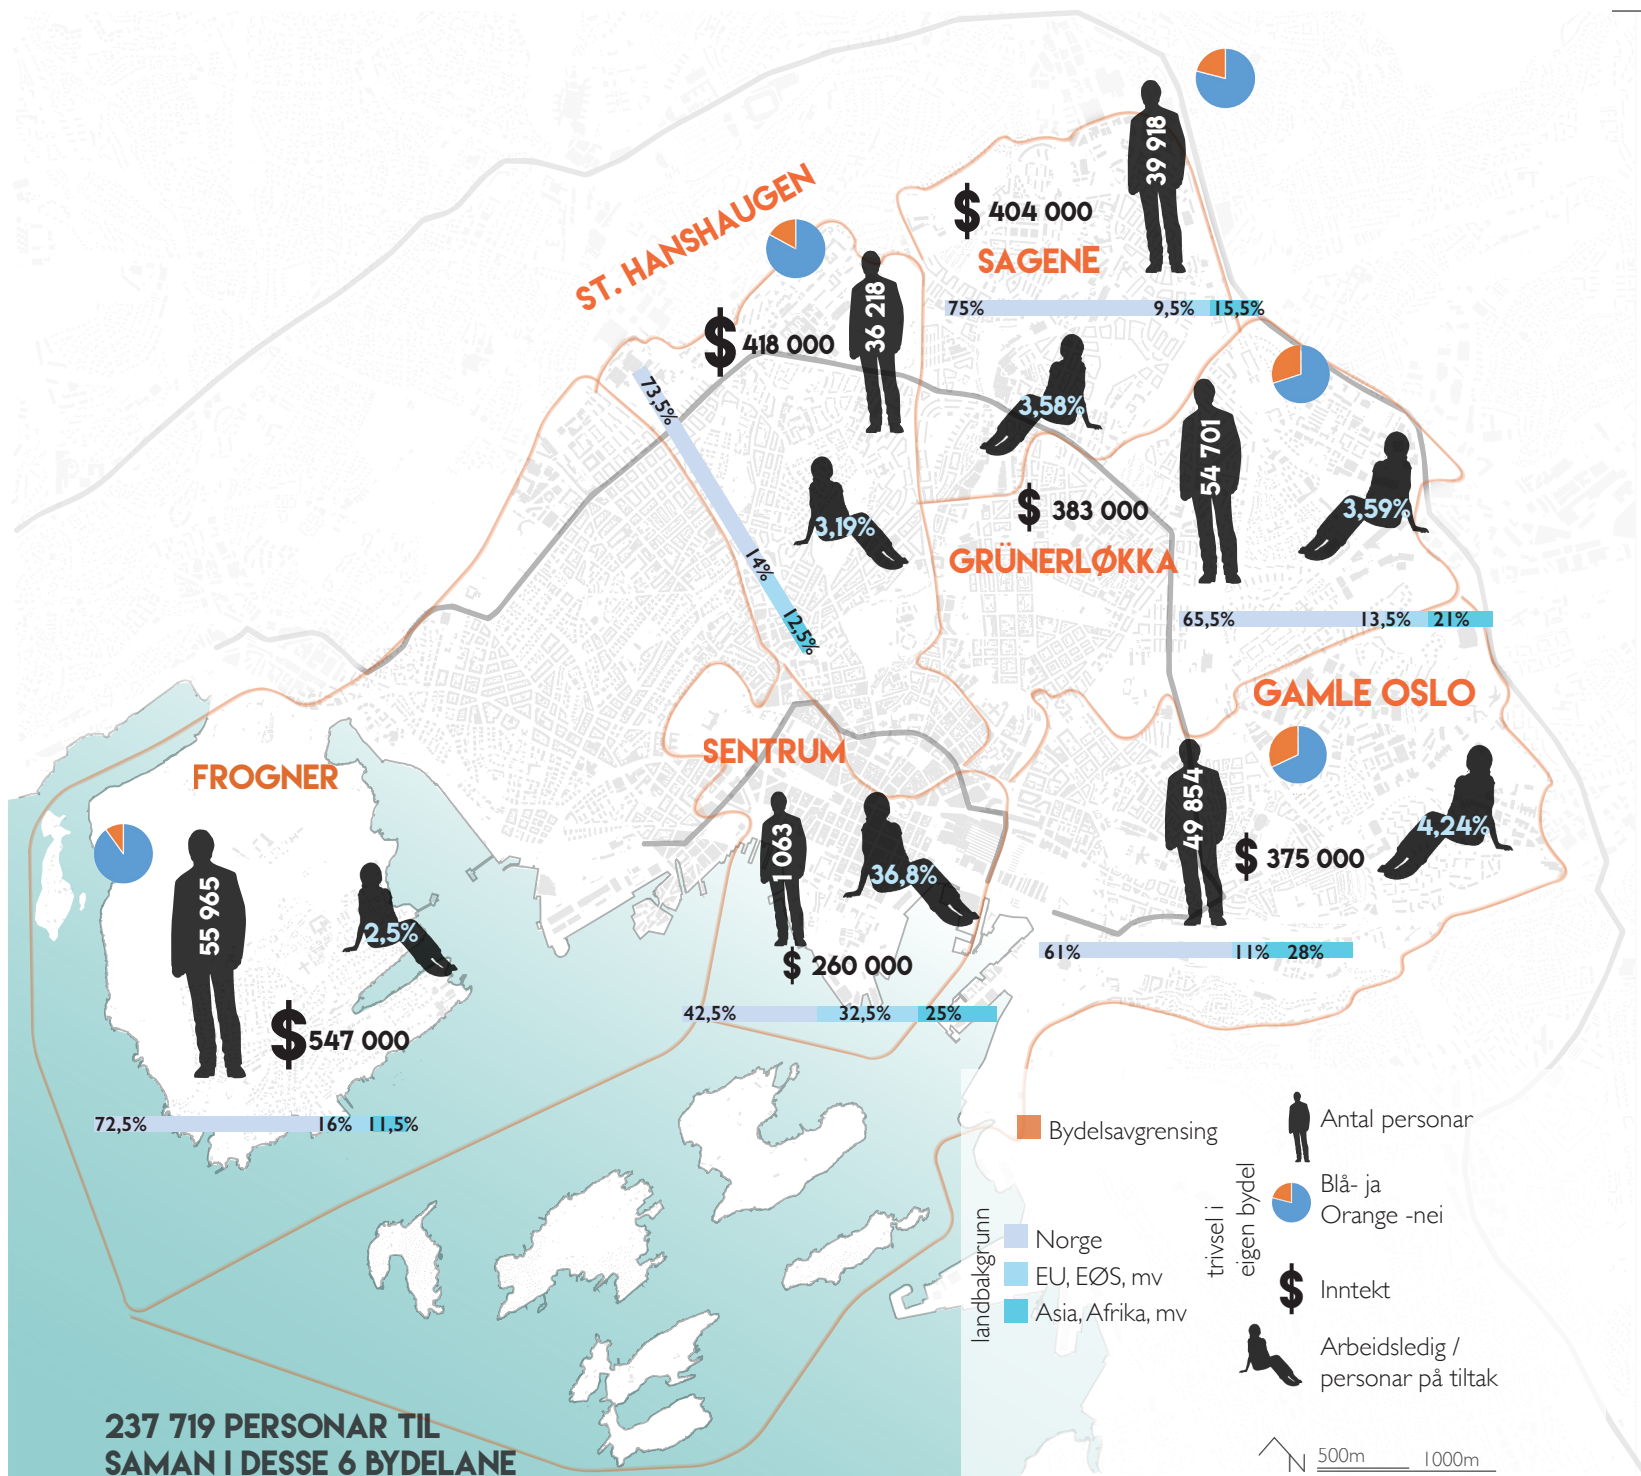 39 918
$ 404 000
SAGENE
75% 9,5% 15,5%
3,58%
ST. HANSHAUGEN
36 218
$ 418 000
73,5%
14%
12,5%
3,19%
54 701
$ 383 000
GRÜNERLØKKA
3,59%
65,5% 13,5% 21%
GAMLE OSLO
49 854
$ 375 000
4,24%
61% 11% 28%
SENTRUM
1 063
36,8%
$ 260 000
42,5% 32,5% 25%
FROGNER
55 965
2,5%
$ 547 000
72,5% 16% 11,5%
Bydelsavgrensing
landbakgrunn
Norge
EU, EØS, mv
Asia, Afrika, mv
Antal personar
trivsel i
eigen bydel
Blå- ja
Orange -nei
$ Inntekt
Arbeidsledig /
personar på tiltak
N 500m 1000m
237 719 PERSONAR TIL
SAMAN I DESSE 6 BYDELANE